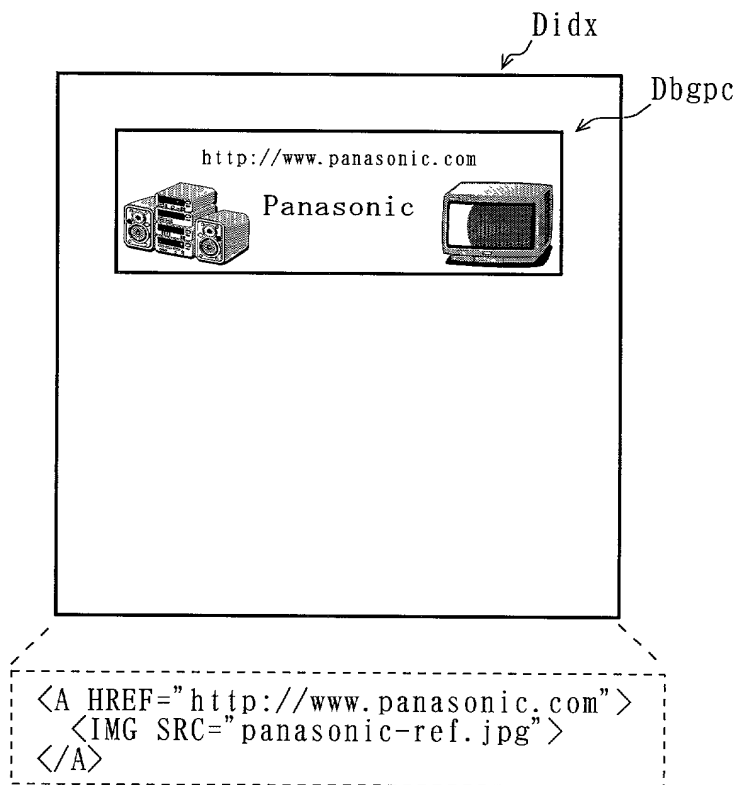 Didx
Dbgpc
http://www.panasonic.com
Panasonic
<A HREF="http://www.panasonic.com">
<IMG SRC="panasonic-ref.jpg">
</A>